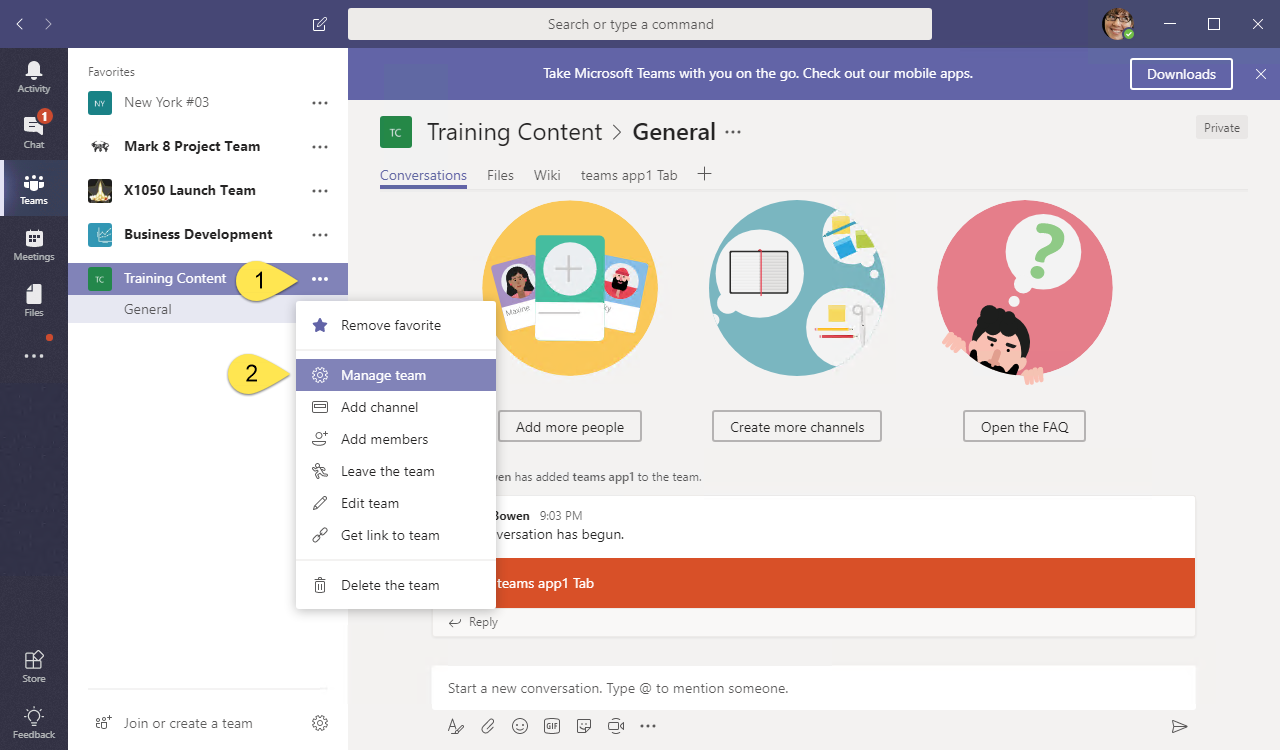 Search or type a command
Activity
1
Chat
Teams
Meetings
Files
Store
Feedback
Favorites
NY New York #03
Mark 8 Project Team
X1050 Launch Team
Business Development
TC Training Content
General
1
2
Remove favorite
Manage team
Add channel
Add members
Leave the team
Edit team
Get link to team
Delete the team
Join or create a team
Take Microsoft Teams with you on the go. Check out our mobile apps.
Downloads
TC Training Content > General
Private
Conversations Files Wiki teams app1 Tab
Maxine
Add more people
Create more channels
Open the FAQ
wen has added teams app1 to the team.
Bowen 9:03 PM
versation has begun.
teams app1 Tab
Reply
Start a new conversation. Type @ to mention someone.
GIF